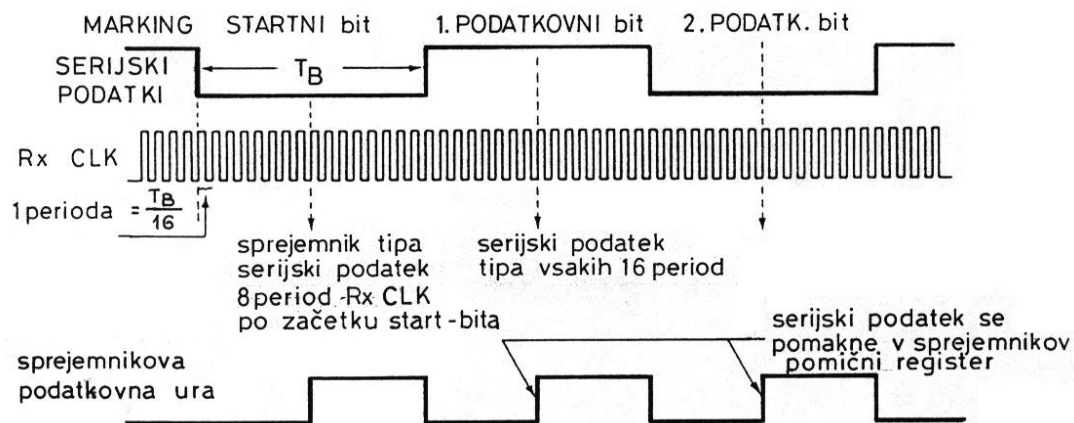 MARKING STARTNI bit 1. PODATKOVNI bit 2. PODATK. bit
SERIJSKI
PODATKI
T_B
Rx CLK
1 perioda = T_B/16
sprejemnik tipa
serijski podatek
8 period - Rx CLK
po začetku start-bita
serijski podatek
tipa vsakih 16 period
serijski podatek se
pomakne v sprejemnikov
pomični register
sprejemnikova
podatkovna ura